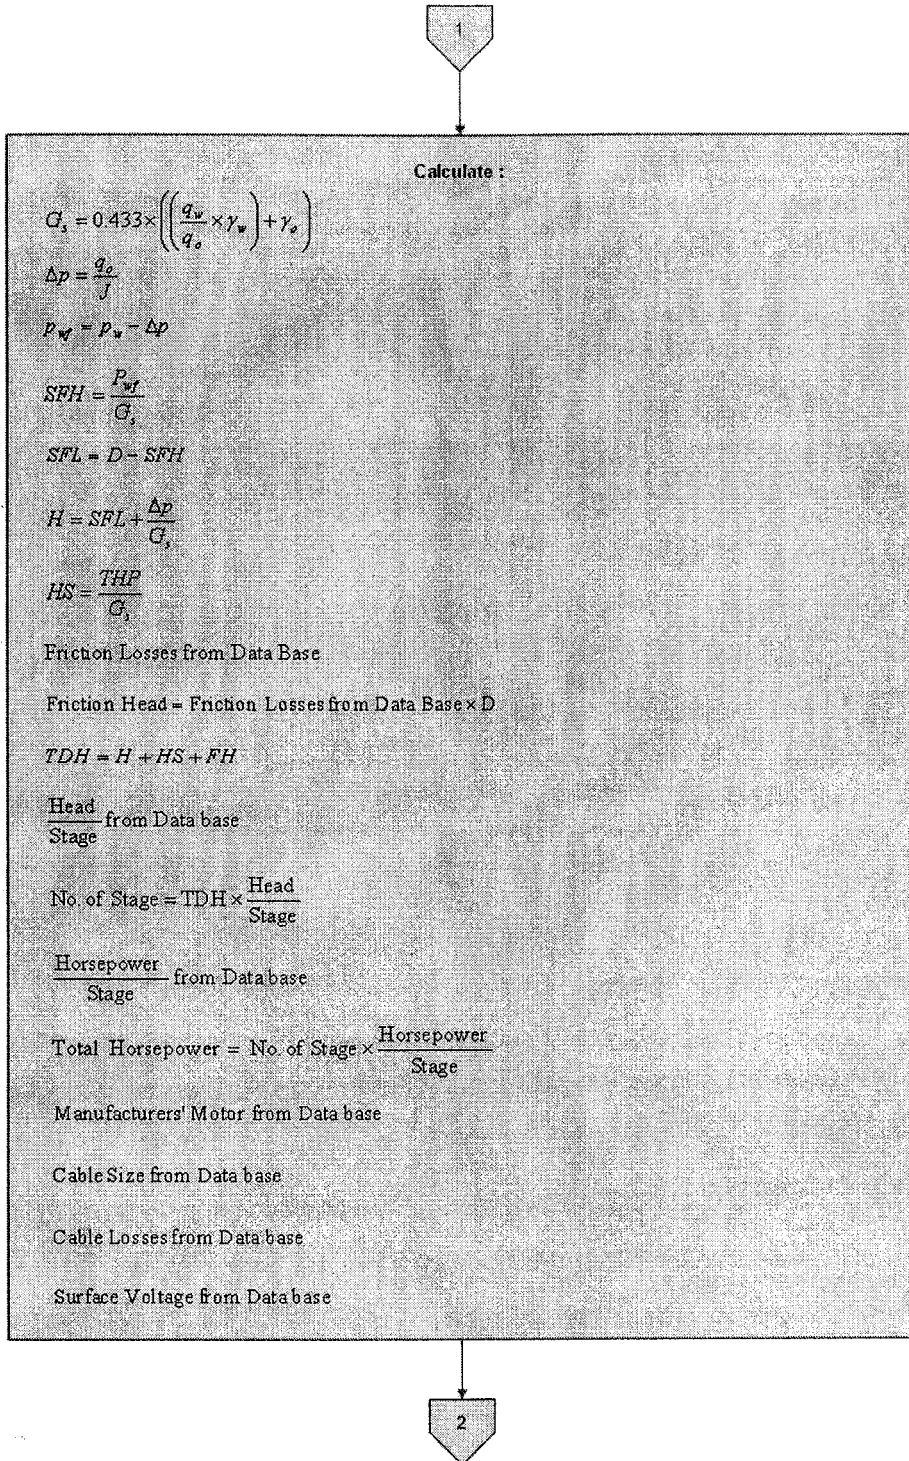 1
Calculate :
G_s = 0.433 × (((q_w / q_o) × γ_w) + γ_o)
Δp = q_o / J
p_wf = p_w − Δp
SFH = P_wf / G_s
SFL = D − SFH
H = SFL + Δp / G_s
HS = THP / G_s
Friction Losses from Data Base
Friction Head = Friction Losses from Data Base × D
TDH = H + HS + FH
Head / Stage from Data base
No. of Stage = TDH × Head / Stage
Horsepower / Stage from Data base
Total Horsepower = No. of Stage × Horsepower / Stage
Manufacturers' Motor from Data base
Cable Size from Data base
Cable Losses from Data base
Surface Voltage from Data base
2